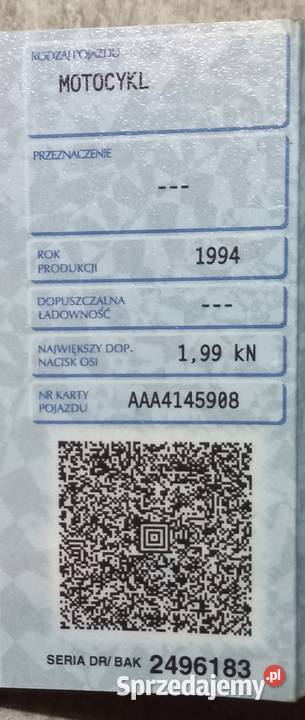 RODZAJ POJAZDU
MOTOCYKL
PRZEZNACZENIE
---
ROK
PRODUKCJI
1994
DOPUSZCZALNA
ŁADOWNOŚĆ
---
NAJWIĘKSZY DOP.
NACISK OSI
1,99 kN
NR KARTY
POJAZDU
AAA4145908
SERIA DR/ BAK 2496183
Sprzedajemy.pl